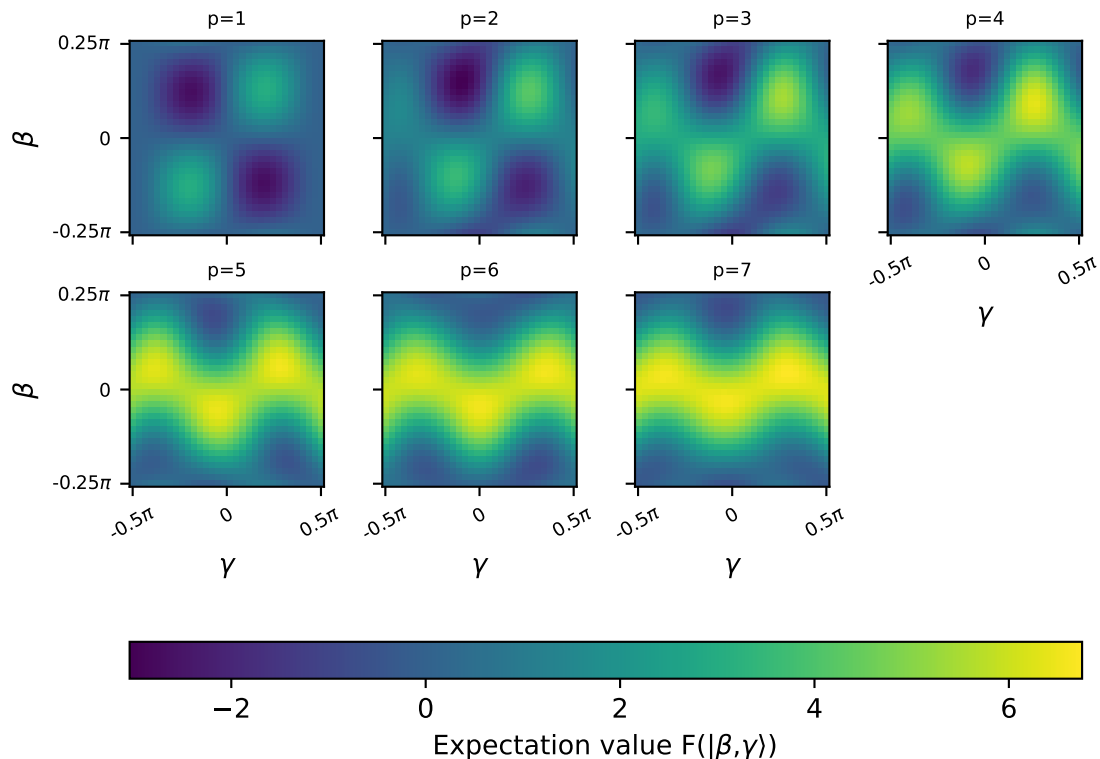 p=1 p=2 p=3 p=4
0.25π
β
0
-0.25π
-0.5π 0 0.5π
γ
p=5 p=6 p=7
0.25π
β
0
-0.25π
-0.5π 0 0.5π -0.5π 0 0.5π -0.5π 0 0.5π
γ γ γ
−2 0 2 4 6
Expectation value F(|β,γ⟩)